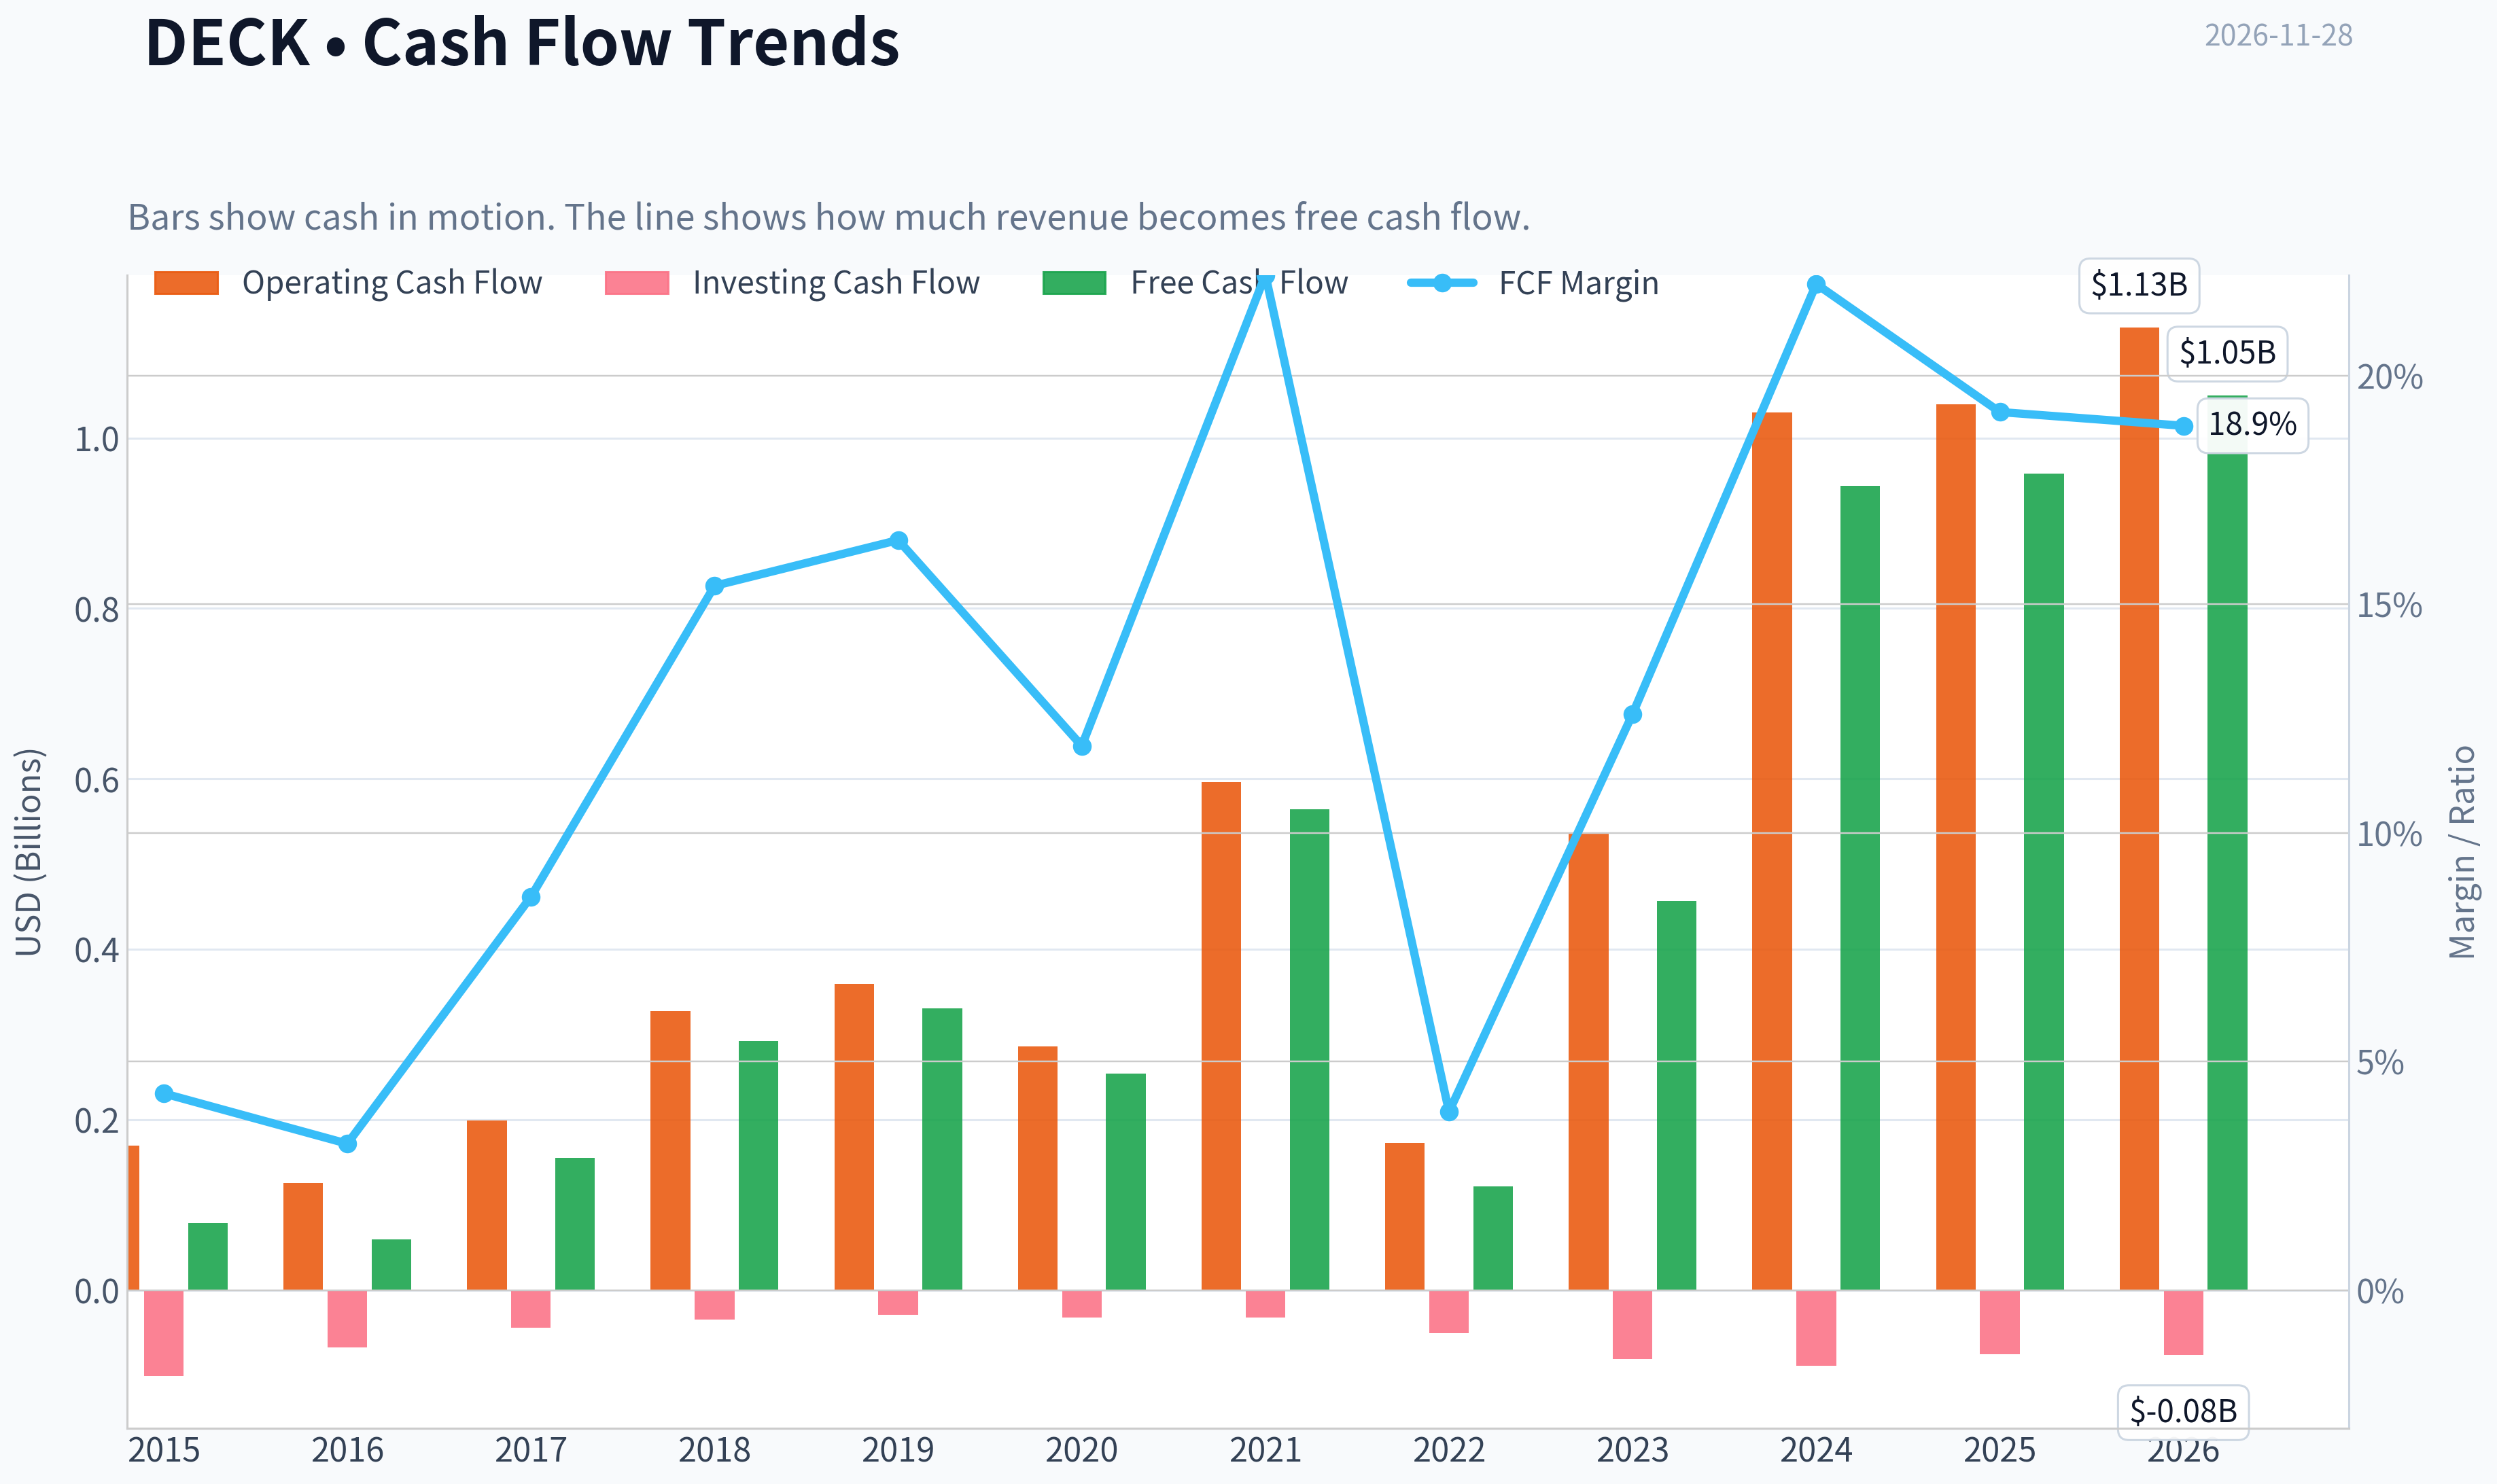 DECK • Cash Flow Trends
2026-11-28
Bars show cash in motion. The line shows how much revenue becomes free cash flow.
Operating Cash Flow
Investing Cash Flow
Free Cash Flow
FCF Margin
$1.13B
$1.05B
18.9%
$-0.08B
USD (Billions)
1.0
0.8
0.6
0.4
0.2
0.0
20%
15%
10%
5%
0%
Margin / Ratio
2015 2016 2017 2018 2019 2020 2021 2022 2023 2024 2025 2026